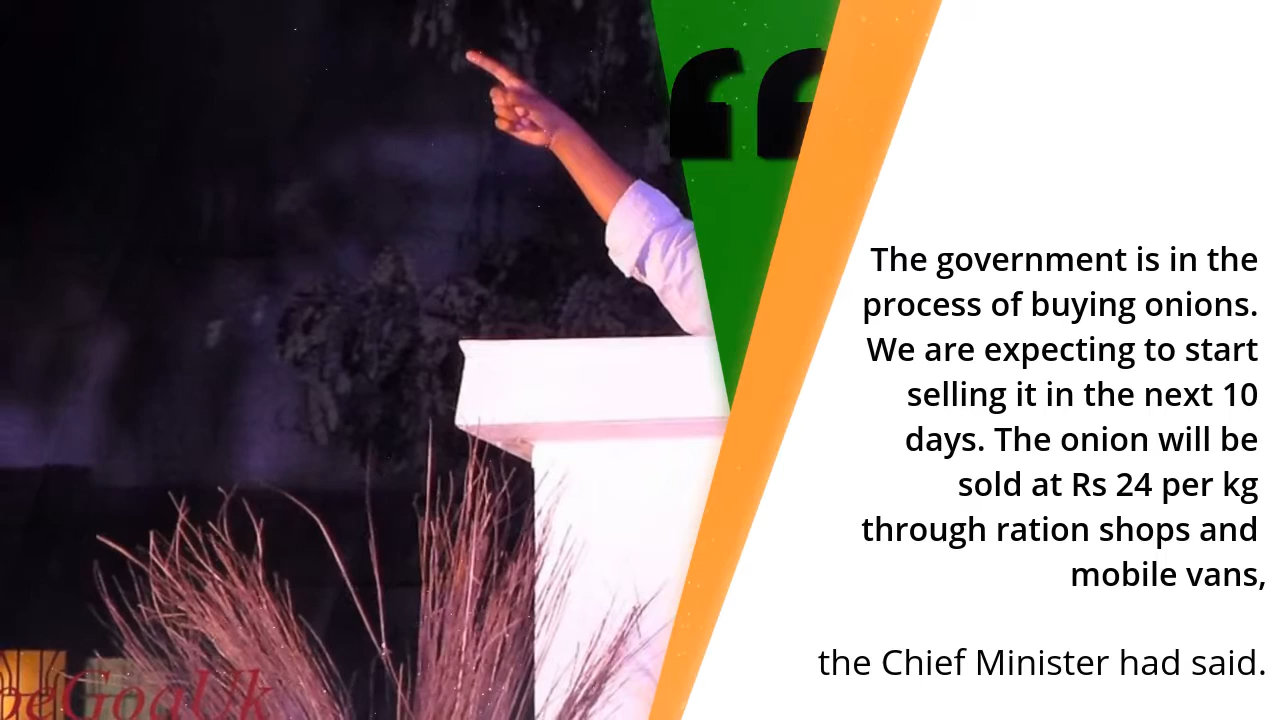 “
The government is in the
process of buying onions.
We are expecting to start
selling it in the next 10
days. The onion will be
sold at Rs 24 per kg
through ration shops and
mobile vans,
the Chief Minister had said.
oeGoaUk